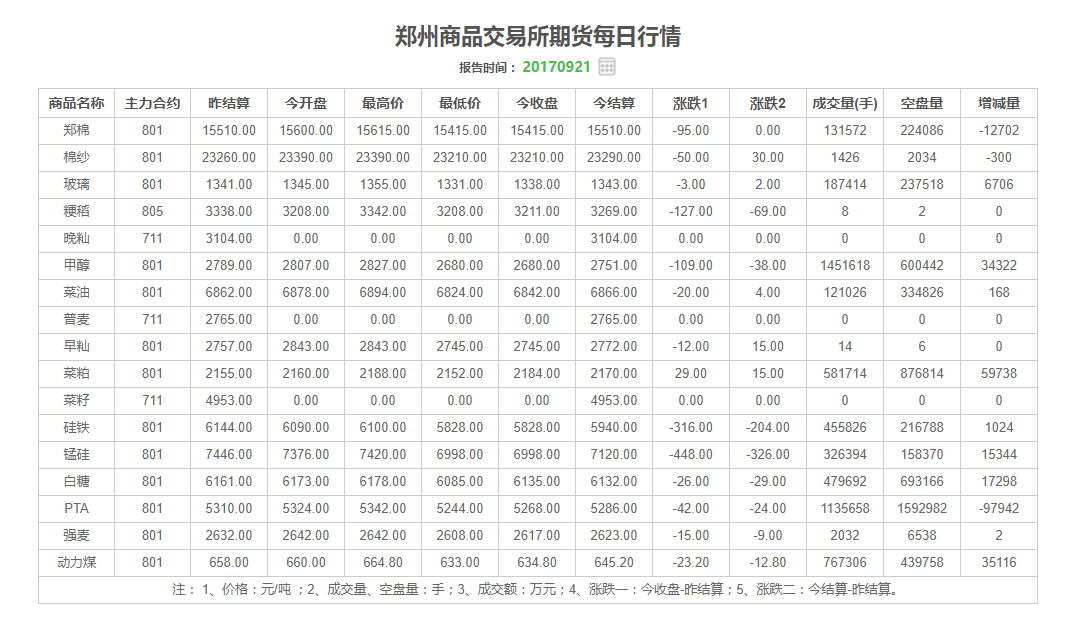 郑州商品交易所期货每日行情
报告时间： 20170921
商品名称 主力合约 昨结算 今开盘 最高价 最低价 今收盘 今结算 涨跌1 涨跌2 成交量(手) 空盘量 增减量
郑棉 801 15510.00 15600.00 15615.00 15415.00 15415.00 15510.00 -95.00 0.00 131572 224086 -12702
棉纱 801 23260.00 23390.00 23390.00 23210.00 23210.00 23290.00 -50.00 30.00 1426 2034 -300
玻璃 801 1341.00 1345.00 1355.00 1331.00 1338.00 1343.00 -3.00 2.00 187414 237518 6706
粳稻 805 3338.00 3208.00 3342.00 3208.00 3211.00 3269.00 -127.00 -69.00 8 2 0
晚籼 711 3104.00 0.00 0.00 0.00 0.00 3104.00 0.00 0.00 0 0 0
甲醇 801 2789.00 2807.00 2827.00 2680.00 2680.00 2751.00 -109.00 -38.00 1451618 600442 34322
菜油 801 6862.00 6878.00 6894.00 6824.00 6842.00 6866.00 -20.00 4.00 121026 334826 168
普麦 711 2765.00 0.00 0.00 0.00 0.00 2765.00 0.00 0.00 0 0 0
早籼 801 2757.00 2843.00 2843.00 2745.00 2745.00 2772.00 -12.00 15.00 14 6 0
菜粕 801 2155.00 2160.00 2188.00 2152.00 2184.00 2170.00 29.00 15.00 581714 876814 59738
菜籽 711 4953.00 0.00 0.00 0.00 0.00 4953.00 0.00 0.00 0 0 0
硅铁 801 6144.00 6090.00 6100.00 5828.00 5828.00 5940.00 -316.00 -204.00 455826 216788 1024
锰硅 801 7446.00 7376.00 7420.00 6998.00 6998.00 7120.00 -448.00 -326.00 326394 158370 15344
白糖 801 6161.00 6173.00 6178.00 6085.00 6135.00 6132.00 -26.00 -29.00 479692 693166 17298
PTA 801 5310.00 5324.00 5342.00 5244.00 5268.00 5286.00 -42.00 -24.00 1135658 1592982 -97942
强麦 801 2632.00 2642.00 2642.00 2608.00 2617.00 2623.00 -15.00 -9.00 2032 6538 2
动力煤 801 658.00 660.00 664.80 633.00 634.80 645.20 -23.20 -12.80 767306 439758 35116
注： 1、价格：元/吨 ；2、成交量、空盘量：手；3、成交额：万元；4、涨跌一：今收盘-昨结算；5、涨跌二：今结算-昨结算。